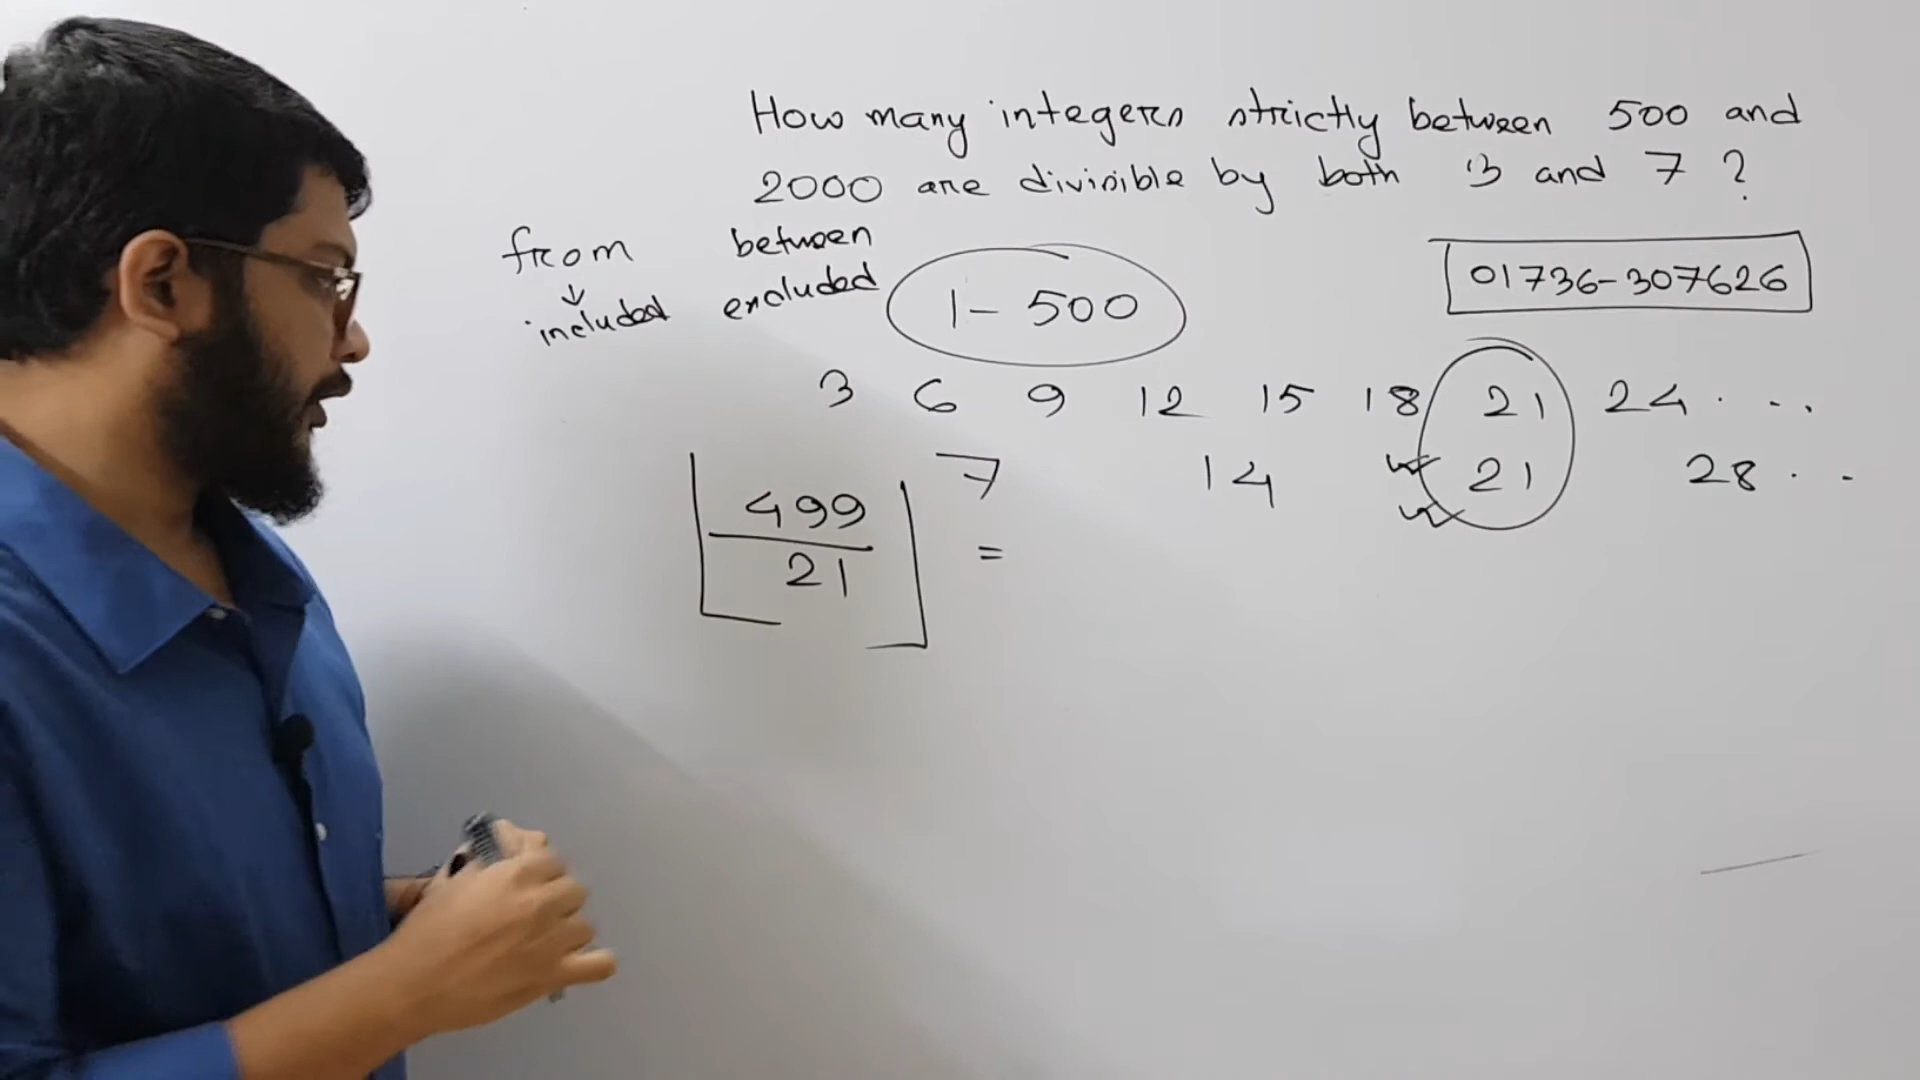 How many integers strictly between 500 and
2000 are divisible by both 3 and 7 ?
from between
↓
included excluded
1 - 500
01736-307626
3 6 9 12 15 18 21 24 . . .
7 14 21 28 . .
499
21
=